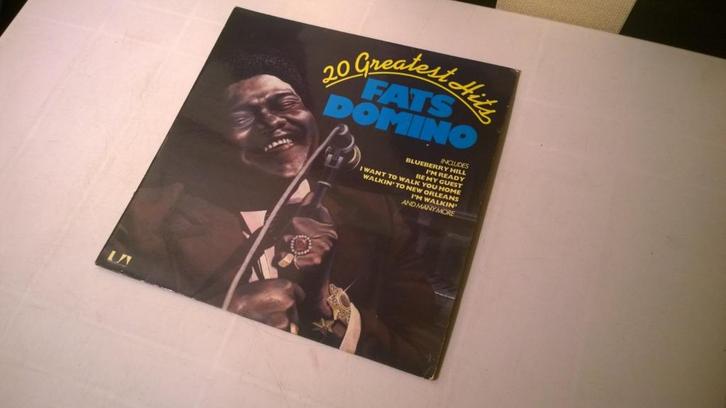 20 Greatest Hits
FATS
DOMINO
INCLUDES
BLUEBERRY HILL
I'M READY
BE MY GUEST
I WANT TO WALK YOU HOME
WALKIN' TO NEW ORLEANS
I'M WALKIN'
AND MANY MORE
UA